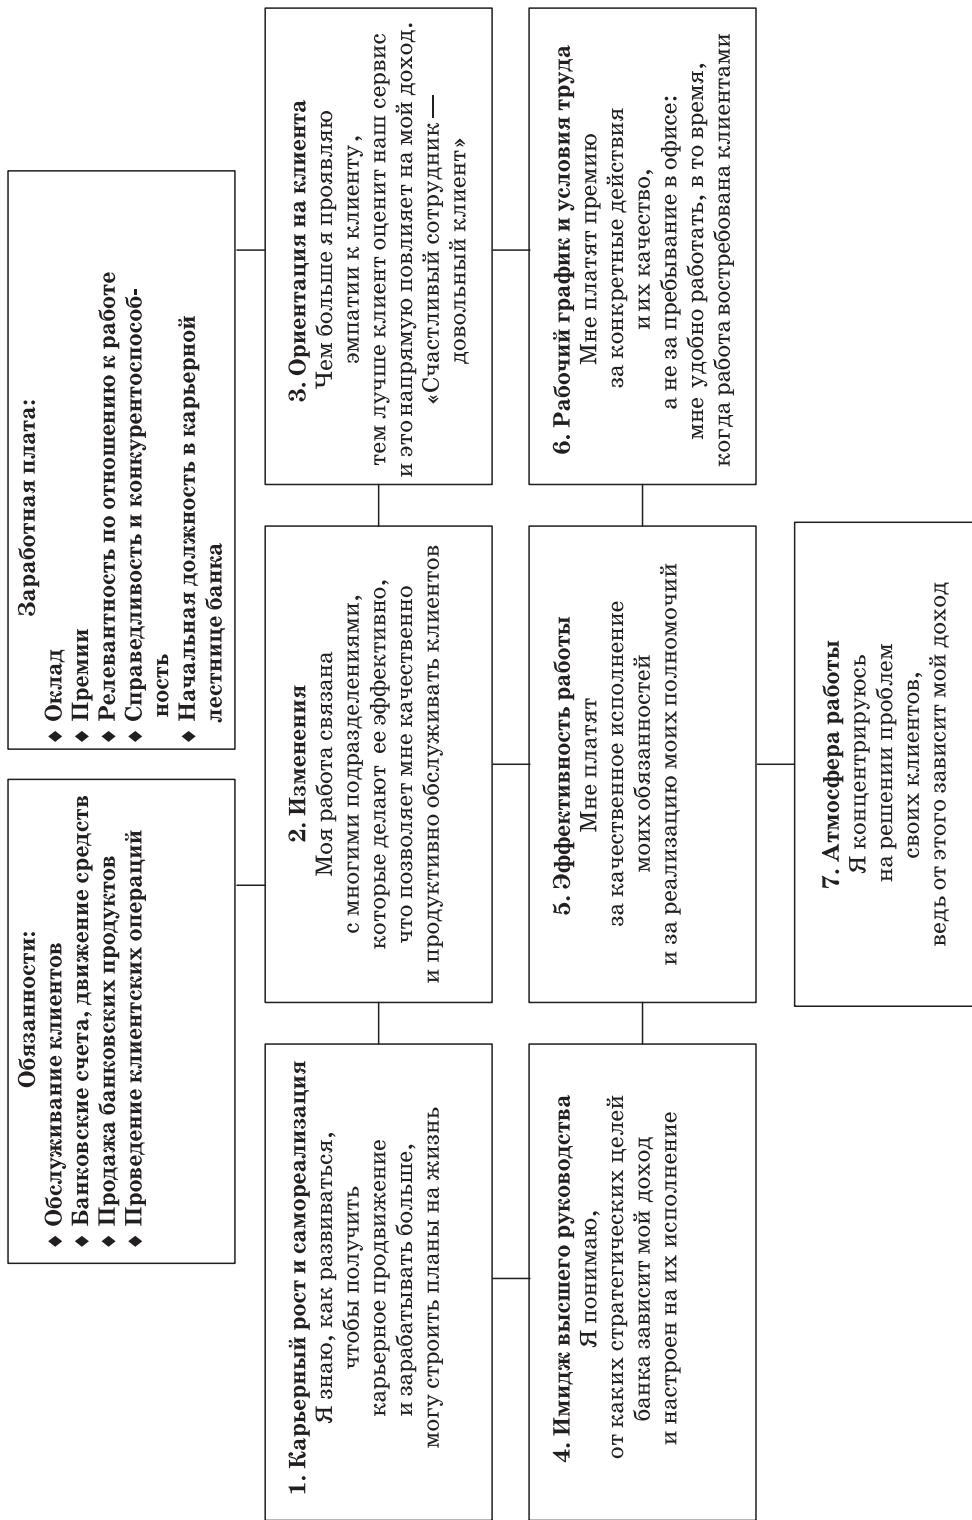 Обязанности:
♦ Обслуживание клиентов
♦ Банковские счета, движение средств
♦ Продажа банковских продуктов
♦ Проведение клиентских операций
Заработная плата:
♦ Оклад
♦ Премии
♦ Релевантность по отношению к работе
♦ Справедливость и конкурентоспособ-
ность
♦ Начальная должность в карьерной
лестнице банка
1. Карьерный рост и самореализация
Я знаю, как развиваться,
чтобы получить
карьерное продвижение
и зарабатывать больше,
могу строить планы на жизнь
2. Изменения
Моя работа связана
с многими подразделениями,
которые делают ее эффективно,
что позволяет мне качественно
и продуктивно обслуживать клиентов
3. Ориентация на клиента
Чем больше я проявляю
эмпатии к клиенту,
тем лучше клиент оценит наш сервис
и это напрямую повлияет на мой доход.
«Счастливый сотрудник —
довольный клиент»
4. Имидж высшего руководства
Я понимаю,
от каких стратегических целей
банка зависит мой доход
и настроен на их исполнение
5. Эффективность работы
Мне платят
за качественное исполнение
моих обязанностей
и за реализацию моих полномочий
6. Рабочий график и условия труда
Мне платят премию
за конкретные действия
и их качество,
а не за пребывание в офисе:
мне удобно работать, в то время,
когда работа востребована клиентами
7. Атмосфера работы
Я концентрируюсь
на решении проблем
своих клиентов,
ведь от этого зависит мой доход